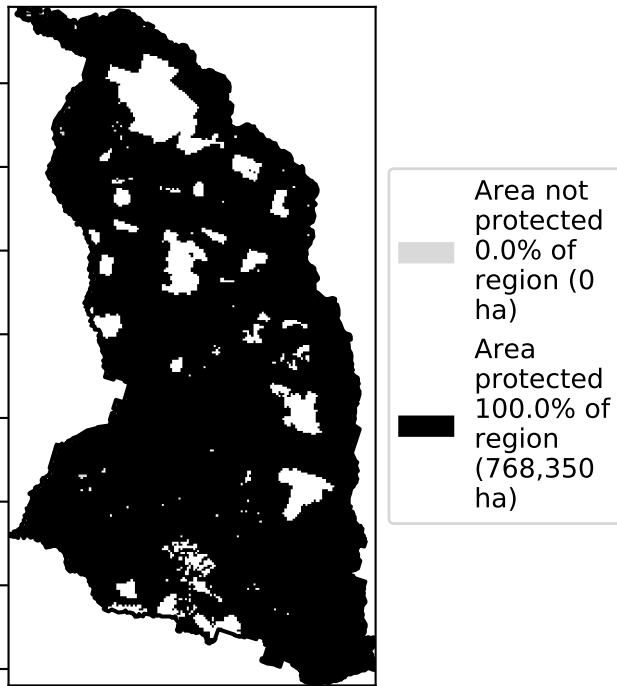 Area not
protected
0.0% of
region (0
ha)
Area
protected
100.0% of
region
(768,350
ha)